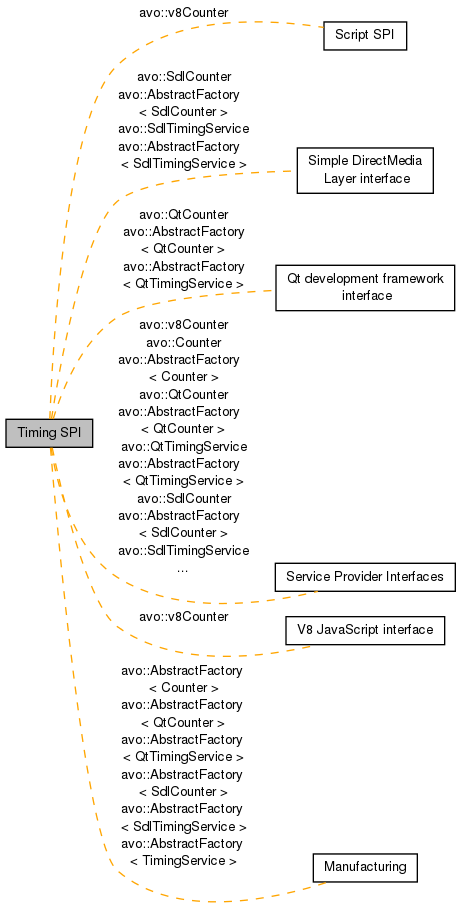 avo::v8Counter
Script SPI
avo::SdlCounter
avo::AbstractFactory
< SdlCounter >
avo::SdlTimingService
avo::AbstractFactory
< SdlTimingService >
Simple DirectMedia
Layer interface
avo::QtCounter
avo::AbstractFactory
< QtCounter >
avo::AbstractFactory
< QtTimingService >
Qt development framework
interface
avo::v8Counter
avo::Counter
avo::AbstractFactory
< Counter >
avo::QtCounter
avo::AbstractFactory
< QtCounter >
avo::QtTimingService
avo::AbstractFactory
< QtTimingService >
avo::SdlCounter
avo::AbstractFactory
< SdlCounter >
avo::SdlTimingService
...
Timing SPI
Service Provider Interfaces
avo::v8Counter
V8 JavaScript interface
avo::AbstractFactory
< Counter >
avo::AbstractFactory
< QtCounter >
avo::AbstractFactory
< QtTimingService >
avo::AbstractFactory
< SdlCounter >
avo::AbstractFactory
< SdlTimingService >
avo::AbstractFactory
< TimingService >
Manufacturing